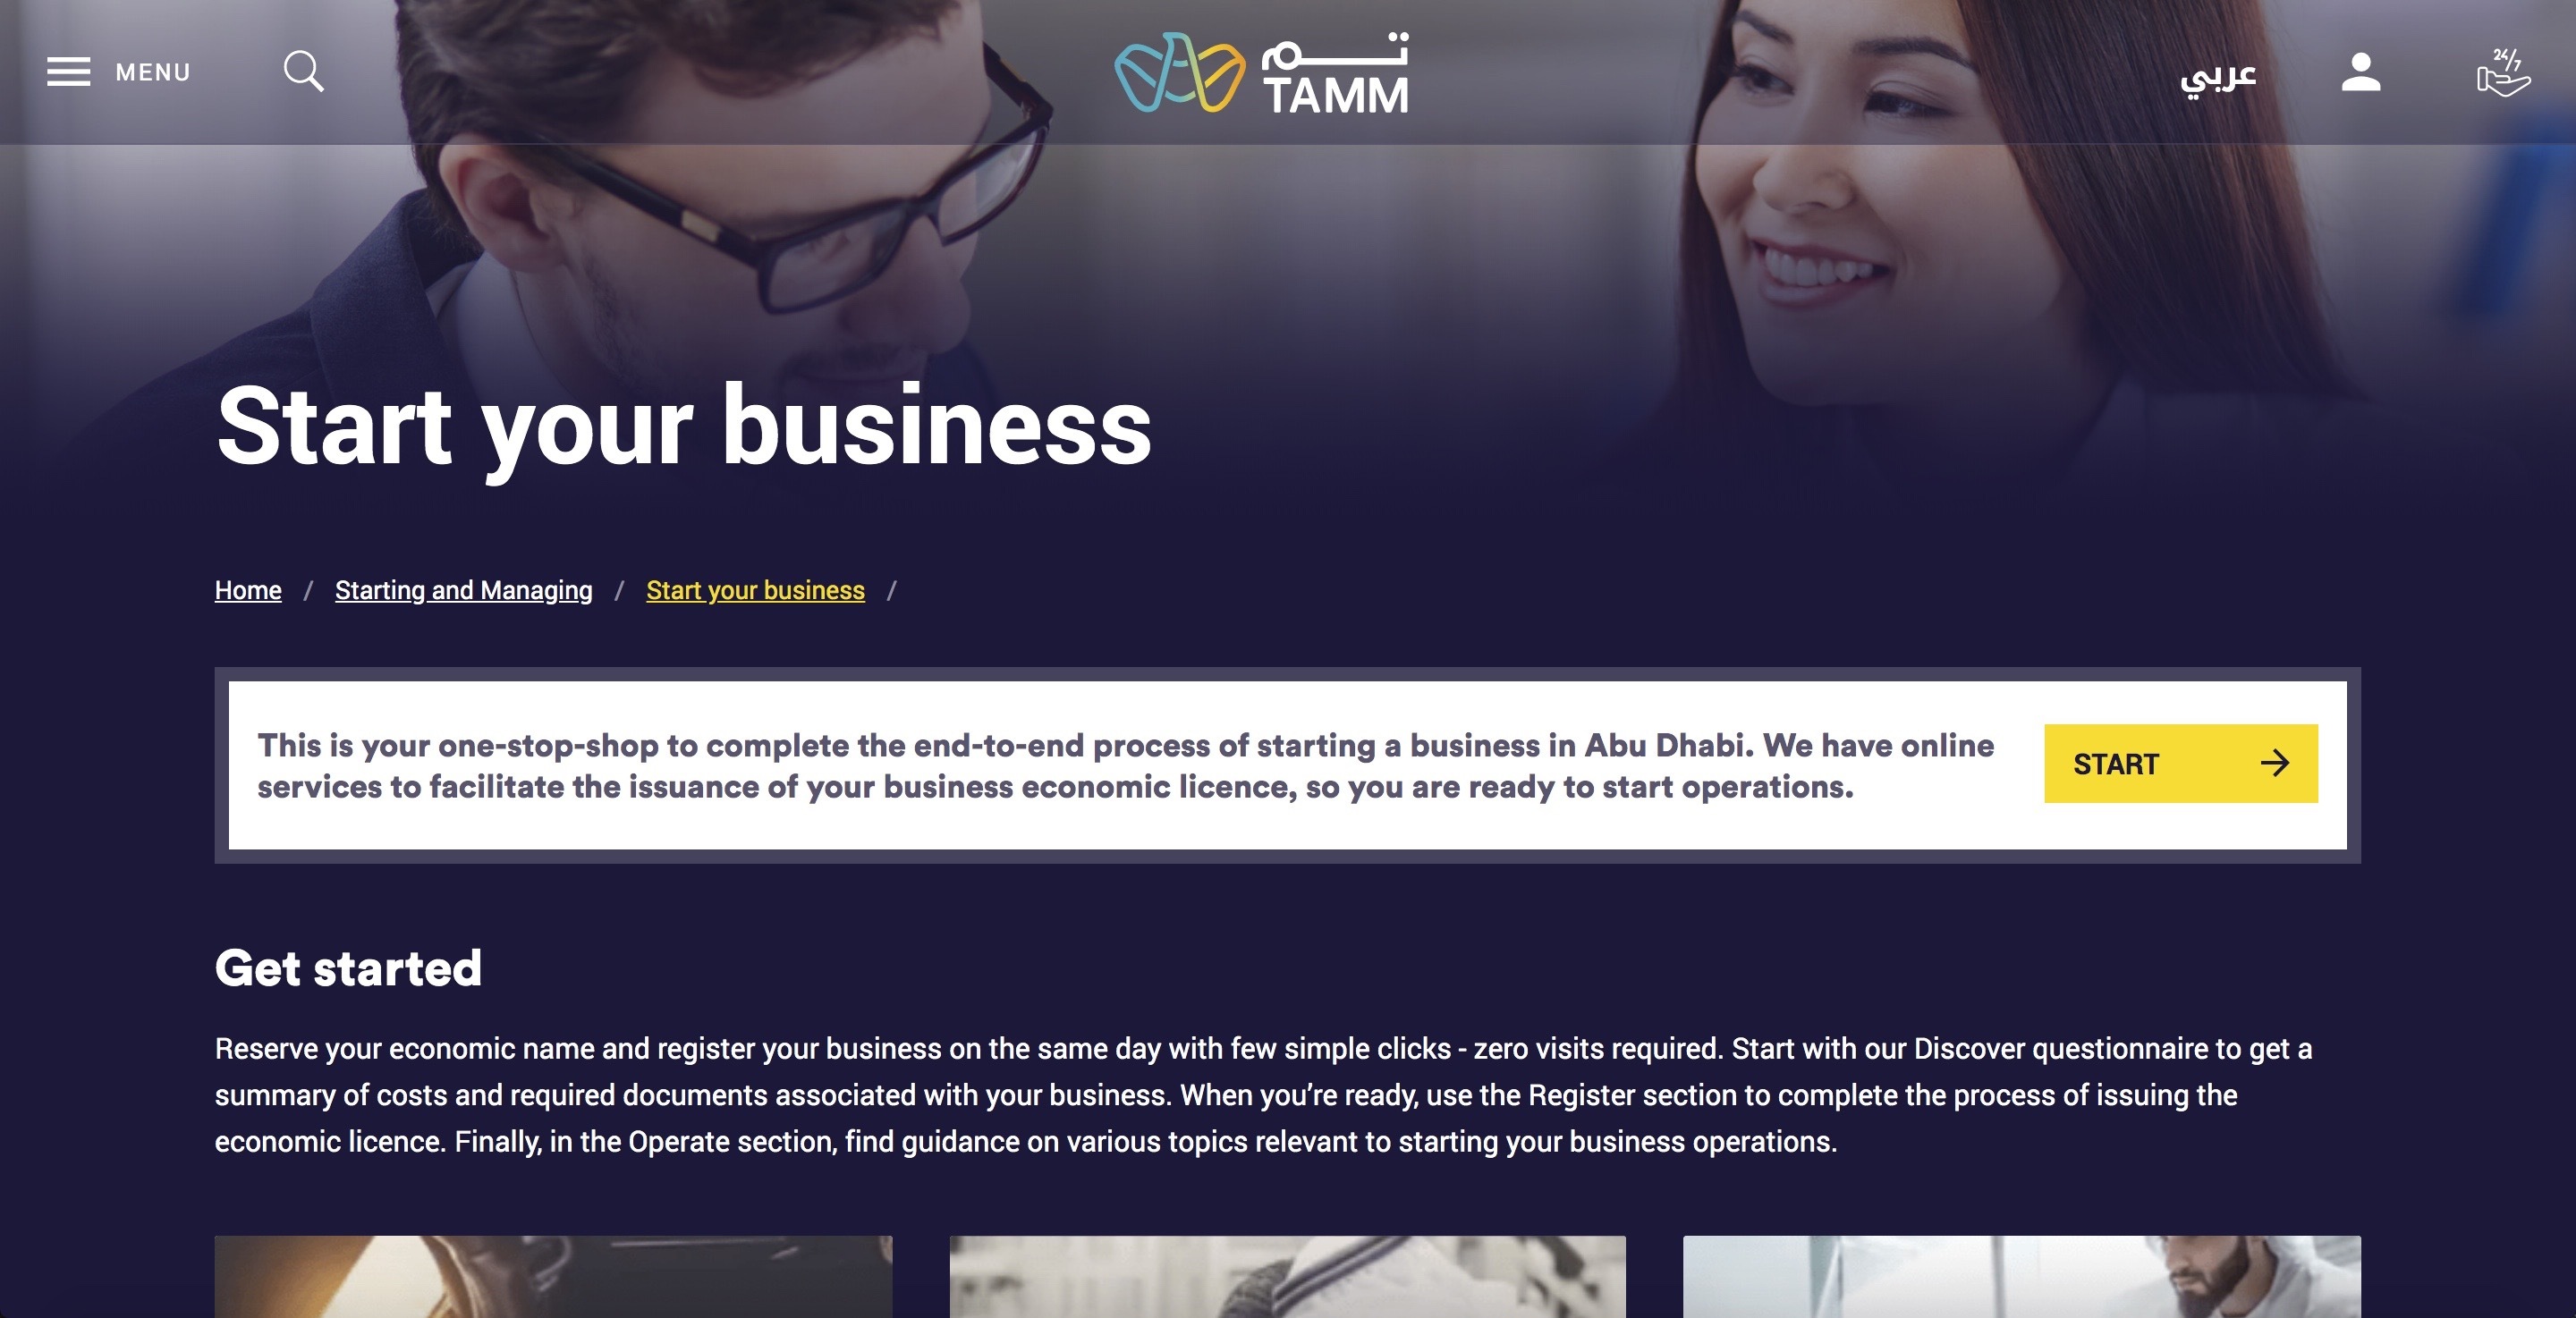 MENU
تم
TAMM
عربي
24/7
Start your business
Home / Starting and Managing / Start your business /
This is your one-stop-shop to complete the end-to-end process of starting a business in Abu Dhabi. We have online
services to facilitate the issuance of your business economic licence, so you are ready to start operations.
START
Get started
Reserve your economic name and register your business on the same day with few simple clicks - zero visits required. Start with our Discover questionnaire to get a
summary of costs and required documents associated with your business. When you’re ready, use the Register section to complete the process of issuing the
economic licence. Finally, in the Operate section, find guidance on various topics relevant to starting your business operations.